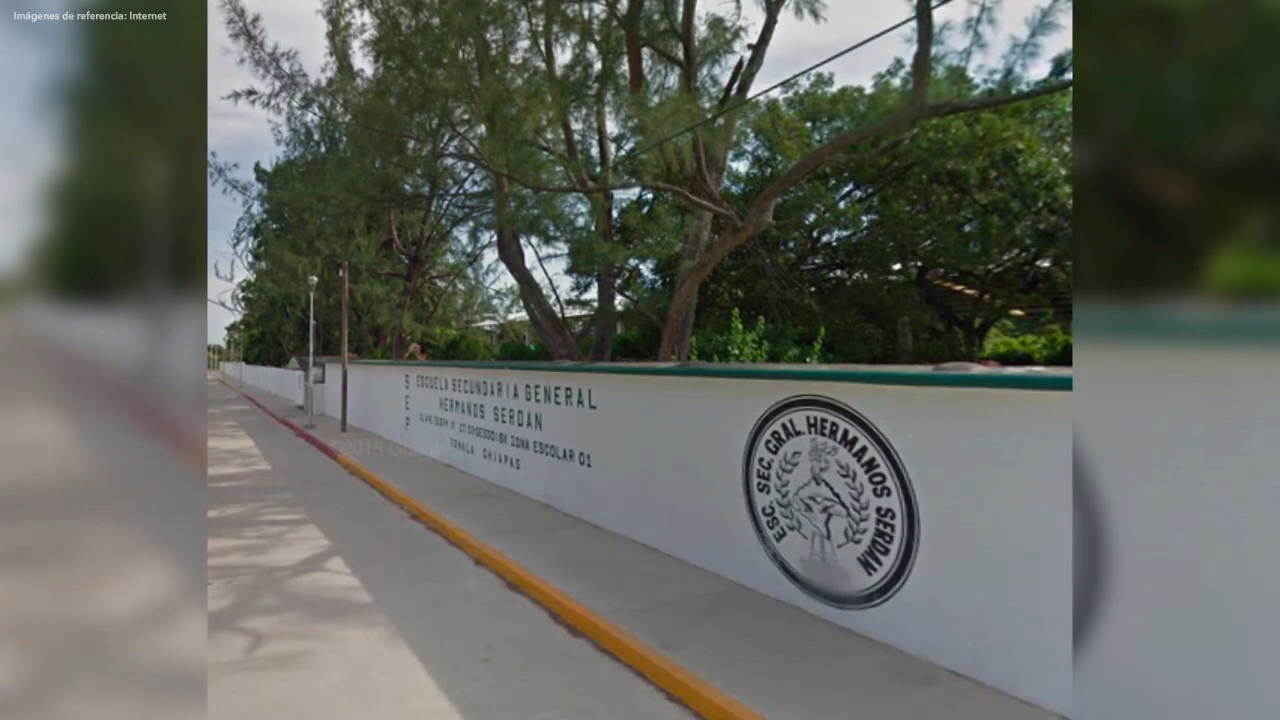 Imágenes de referencia: Internet
S E P
ESCUELA SECUNDARIA GENERAL
HERMANOS SERDAN
ZONA ESCOLAR 01
TONALA CHIAPAS
ESC. SEC. GRAL. HERMANOS SERDAN